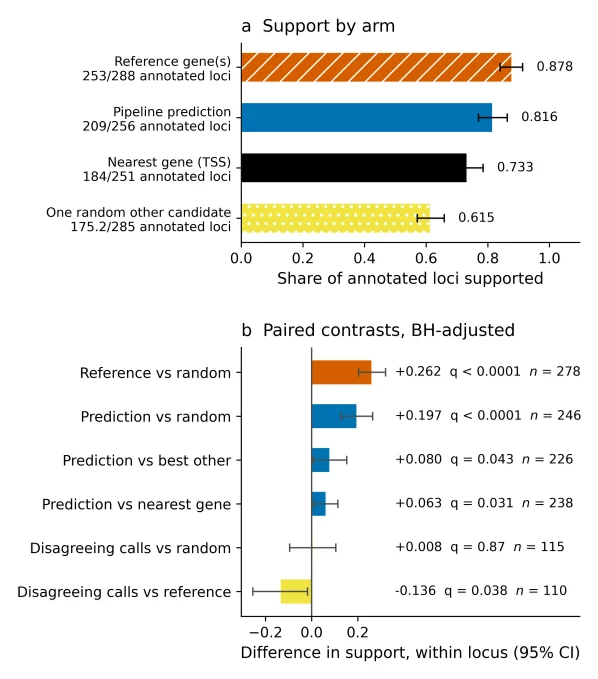 a  Support by arm
Reference gene(s)
253/288 annotated loci
0.878
Pipeline prediction
209/256 annotated loci
0.816
Nearest gene (TSS)
184/251 annotated loci
0.733
One random other candidate
175.2/285 annotated loci
0.615
0.0 0.2 0.4 0.6 0.8 1.0
Share of annotated loci supported
b  Paired contrasts, BH-adjusted
Reference vs random +0.262 q < 0.0001 n = 278
Prediction vs random +0.197 q < 0.0001 n = 246
Prediction vs best other +0.080 q = 0.043 n = 226
Prediction vs nearest gene +0.063 q = 0.031 n = 238
Disagreeing calls vs random +0.008 q = 0.87 n = 115
Disagreeing calls vs reference -0.136 q = 0.038 n = 110
−0.2 0.0 0.2
Difference in support, within locus (95% CI)